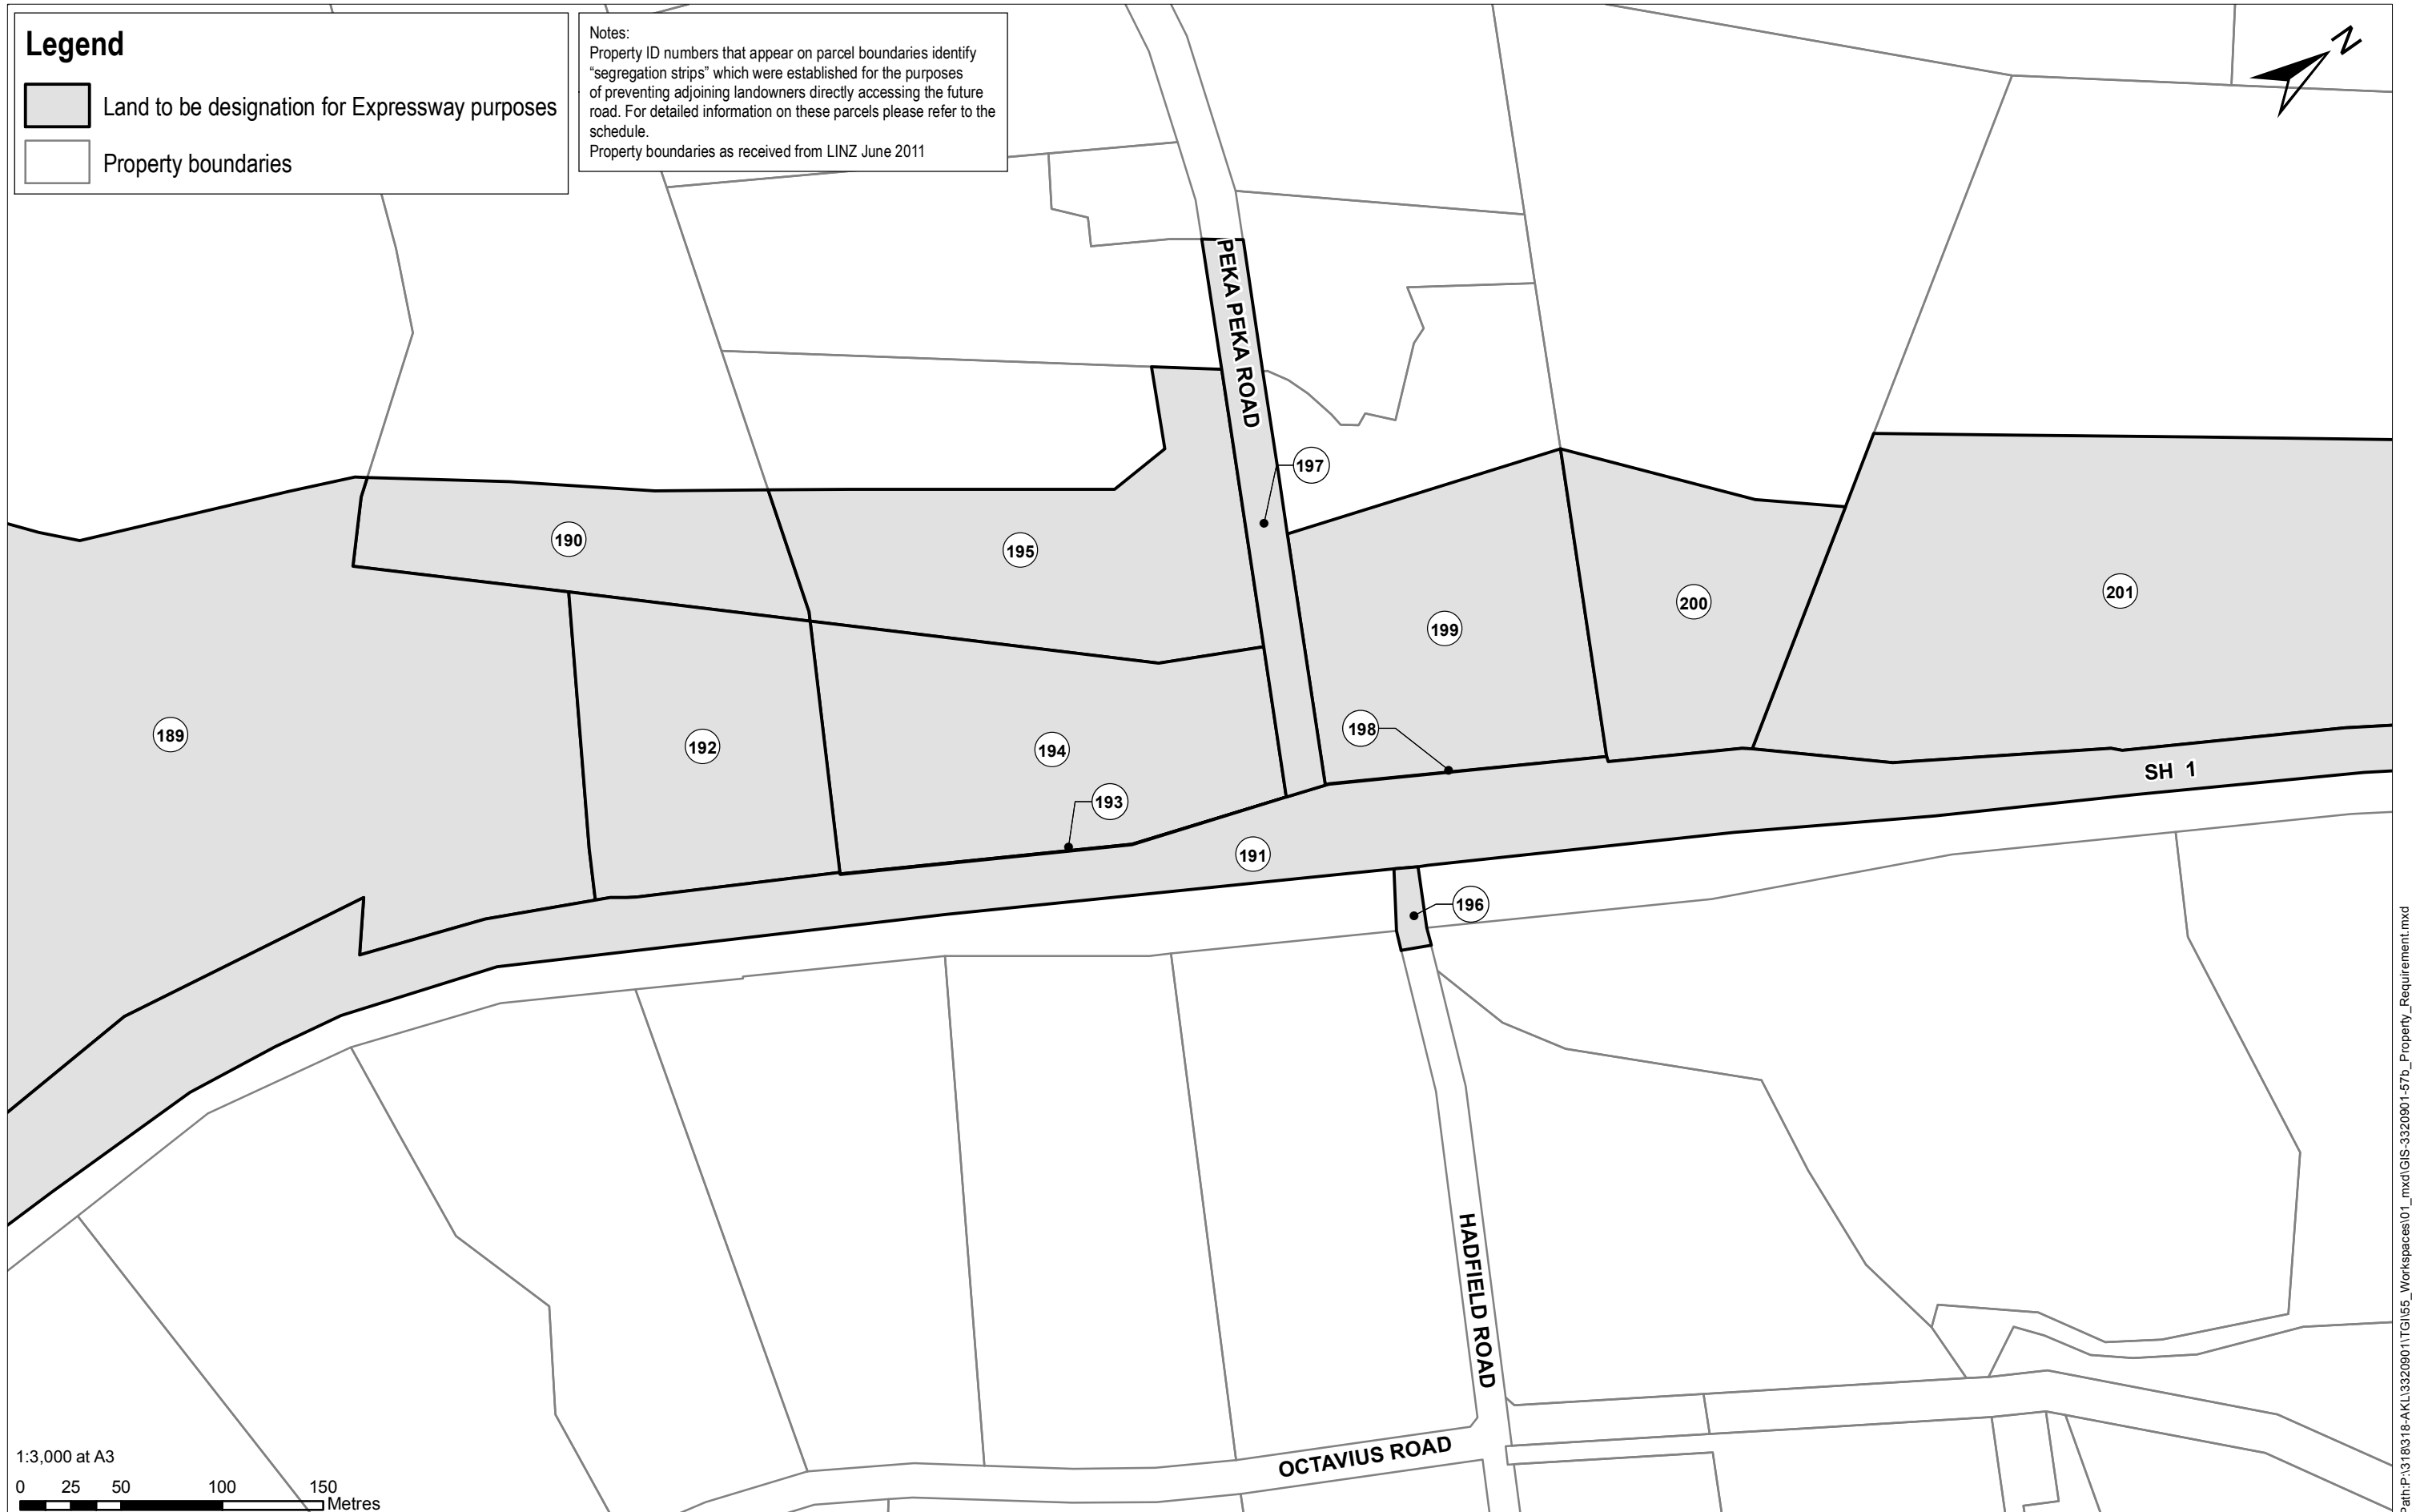 Legend
Land to be designation for Expressway purposes
Property boundaries
Notes:
Property ID numbers that appear on parcel boundaries identify
“segregation strips” which were established for the purposes
of preventing adjoining landowners directly accessing the future
road. For detailed information on these parcels please refer to the
schedule.
Property boundaries as received from LINZ June 2011
N
PEKA PEKA ROAD
197
190
195
201
200
199
198
189
192
194
SH 1
193
191
196
HADFIELD ROAD
OCTAVIUS ROAD
1:3,000 at A3
0 25 50 100 150
Metres
Path:P:\318\318-AKL\3320901\TGI\55_Workspaces\01_mxd\GIS-3320901-57b_Property_Requirement.mxd